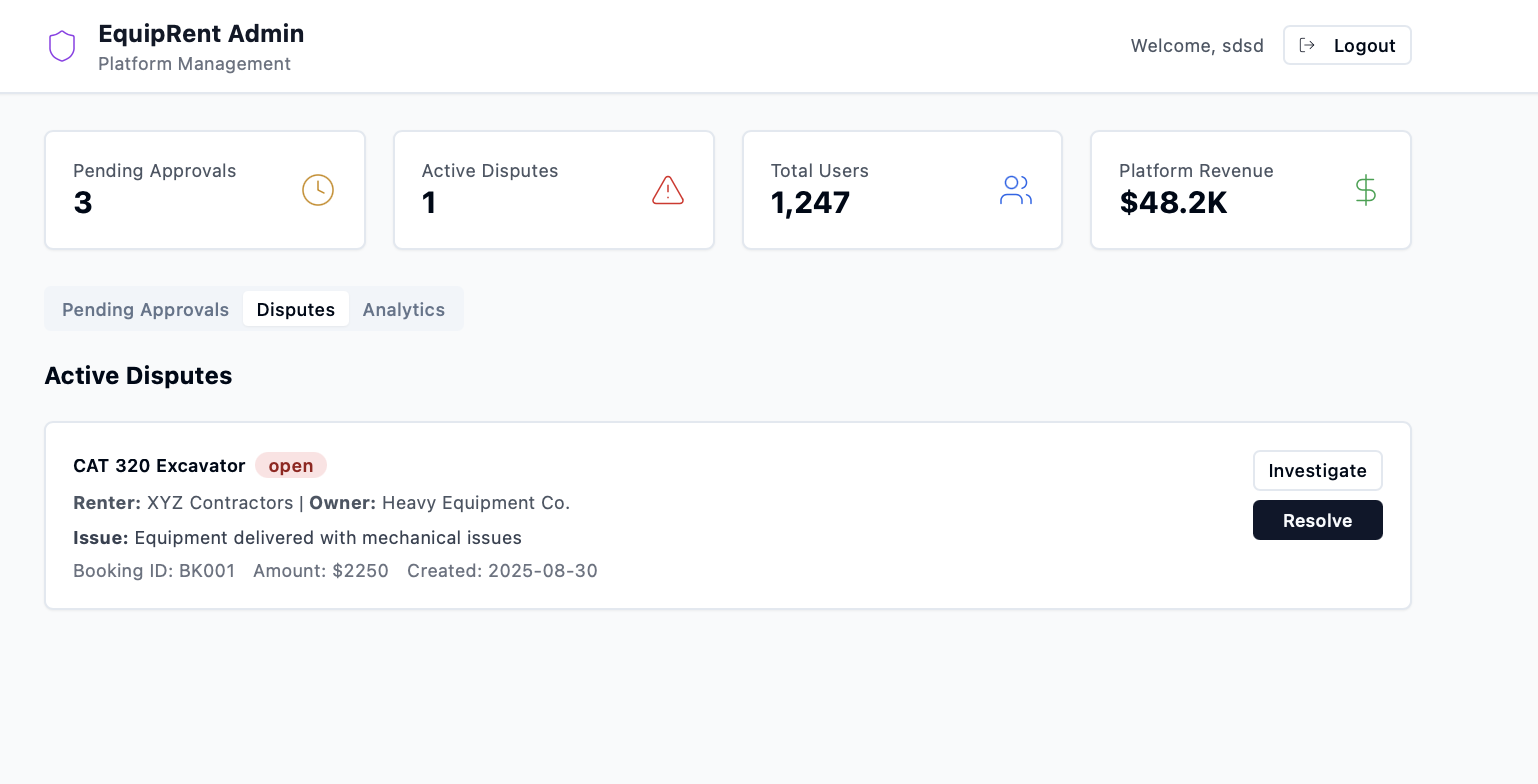 EquipRent Admin
Platform Management
Welcome, sdsd
Logout
Pending Approvals
3
Active Disputes
1
Total Users
1,247
Platform Revenue
$48.2K
Pending Approvals
Disputes
Analytics
Active Disputes
CAT 320 Excavator open
Renter: XYZ Contractors | Owner: Heavy Equipment Co.
Issue: Equipment delivered with mechanical issues
Booking ID: BK001 Amount: $2250 Created: 2025-08-30
Investigate
Resolve